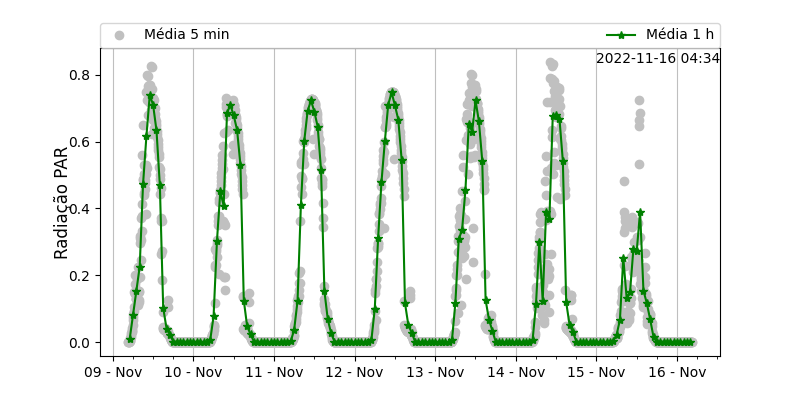 Média 5 min
Média 1 h
2022-11-16 04:34
Radiação PAR
0.8
0.6
0.4
0.2
0.0
09 - Nov
10 - Nov
11 - Nov
12 - Nov
13 - Nov
14 - Nov
15 - Nov
16 - Nov